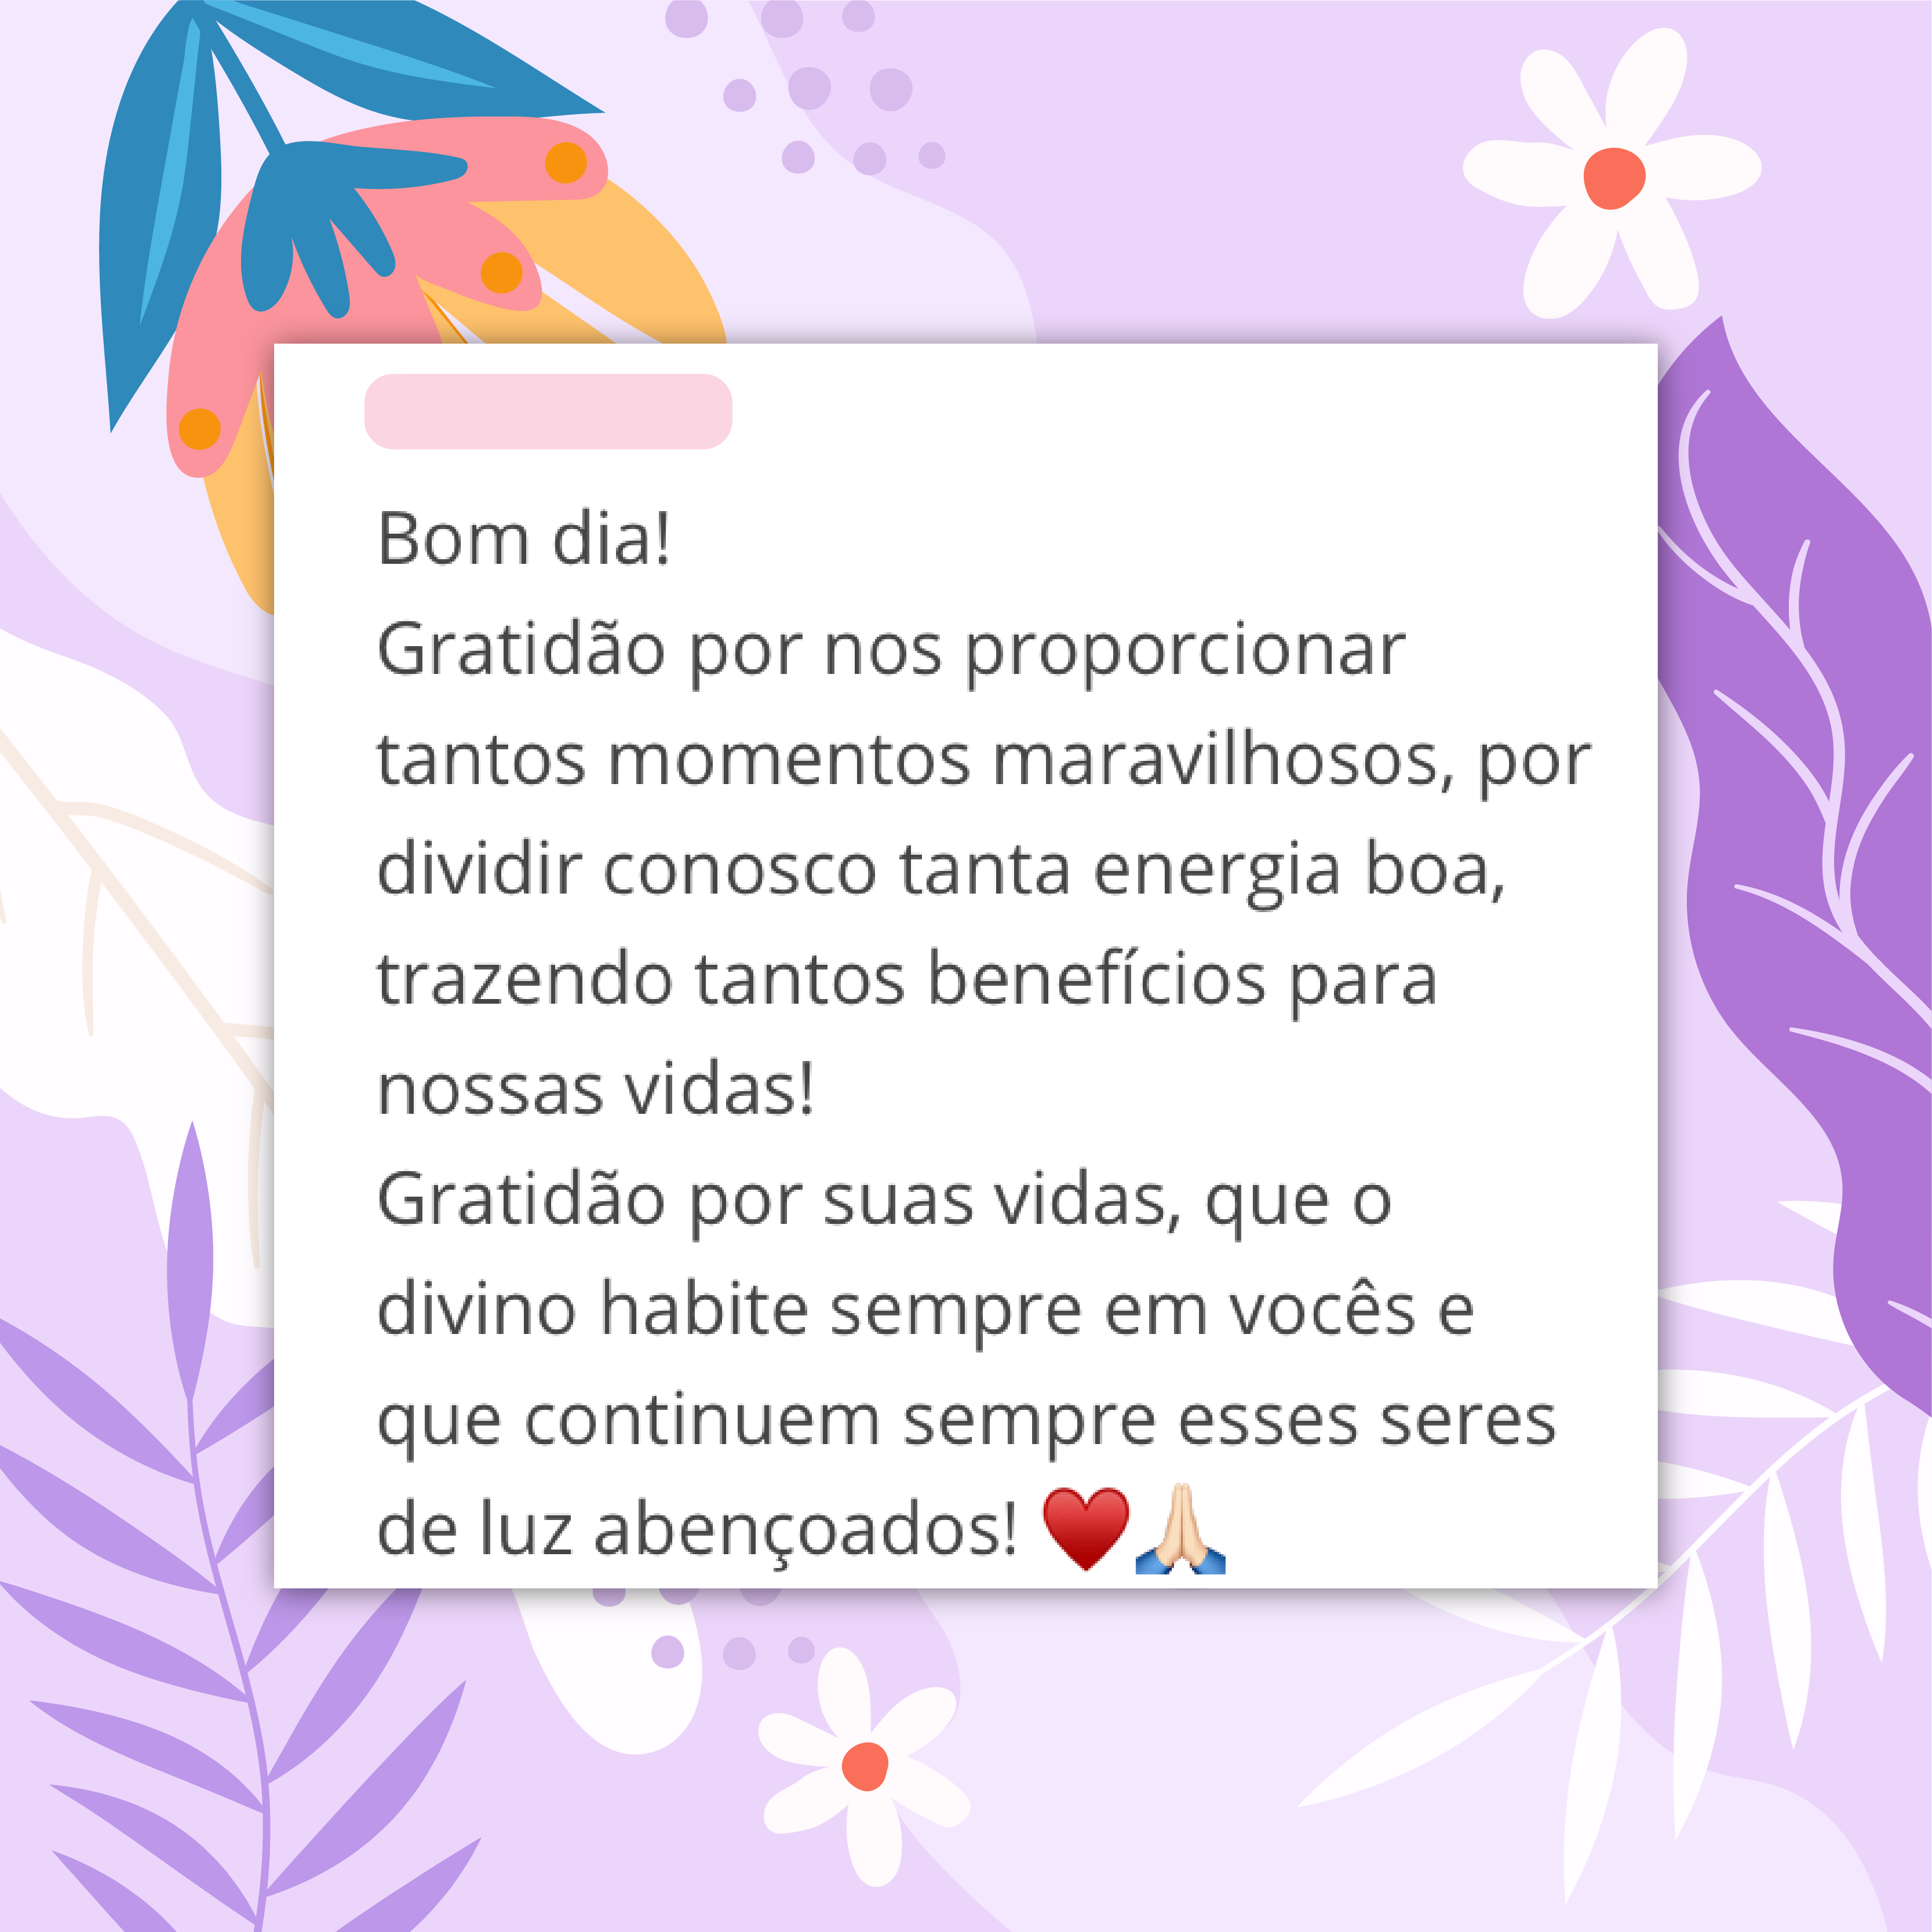 Bom dia!
Gratidão por nos proporcionar
tantos momentos maravilhosos, por
dividir conosco tanta energia boa,
trazendo tantos benefícios para
nossas vidas!
Gratidão por suas vidas, que o
divino habite sempre em vocês e
que continuem sempre esses seres
de luz abençoados! ♥️🙏🏻